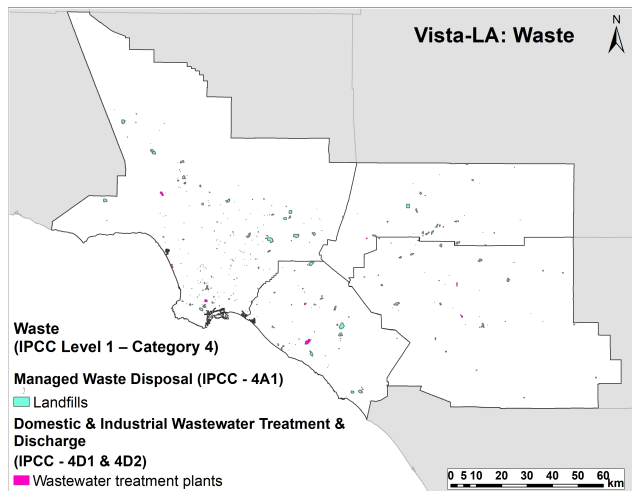 Vista-LA: Waste
N
Waste
(IPCC Level 1 – Category 4)
Managed Waste Disposal (IPCC - 4A1)
Landfills
Domestic & Industrial Wastewater Treatment &
Discharge
(IPCC - 4D1 & 4D2)
Wastewater treatment plants
0 5 10 20 30 40 50 60
km